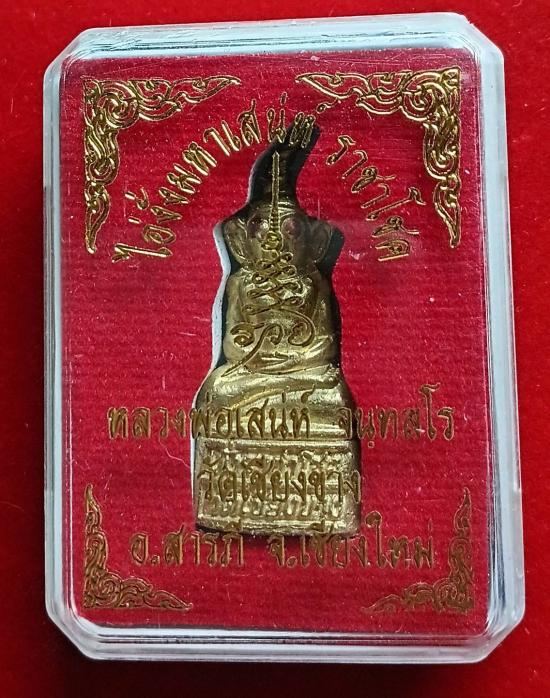 ไอ่งั่งมหาเสน่ห์ ราชาโชค
หลวงพ่อเสน่ห์ จนฺทสโร
วัดเชียงขาง
อ.สารภี จ.เชียงใหม่